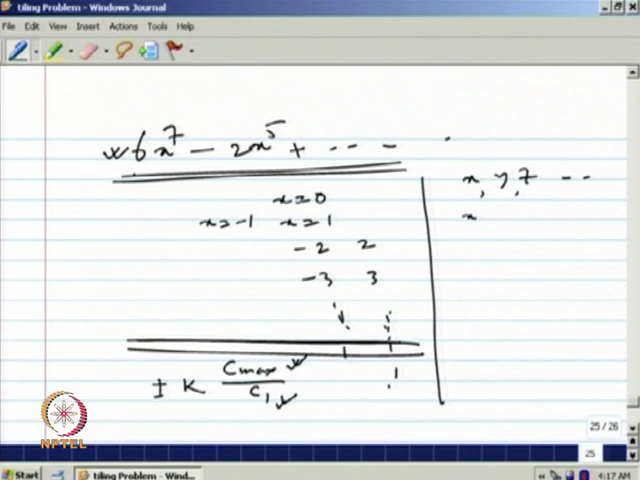 tiling Problem - Windows Journal
File Edit View Insert Actions Tools Help
6x^7 - 2x^5 + -- -
x, y, z --
x = 0
x = -1 x = 1
x
-2 2
-3 3
± K Cmax / C1
NPTEL
25 / 26
25
Start tiling Problem - Wind... 4:17 AM